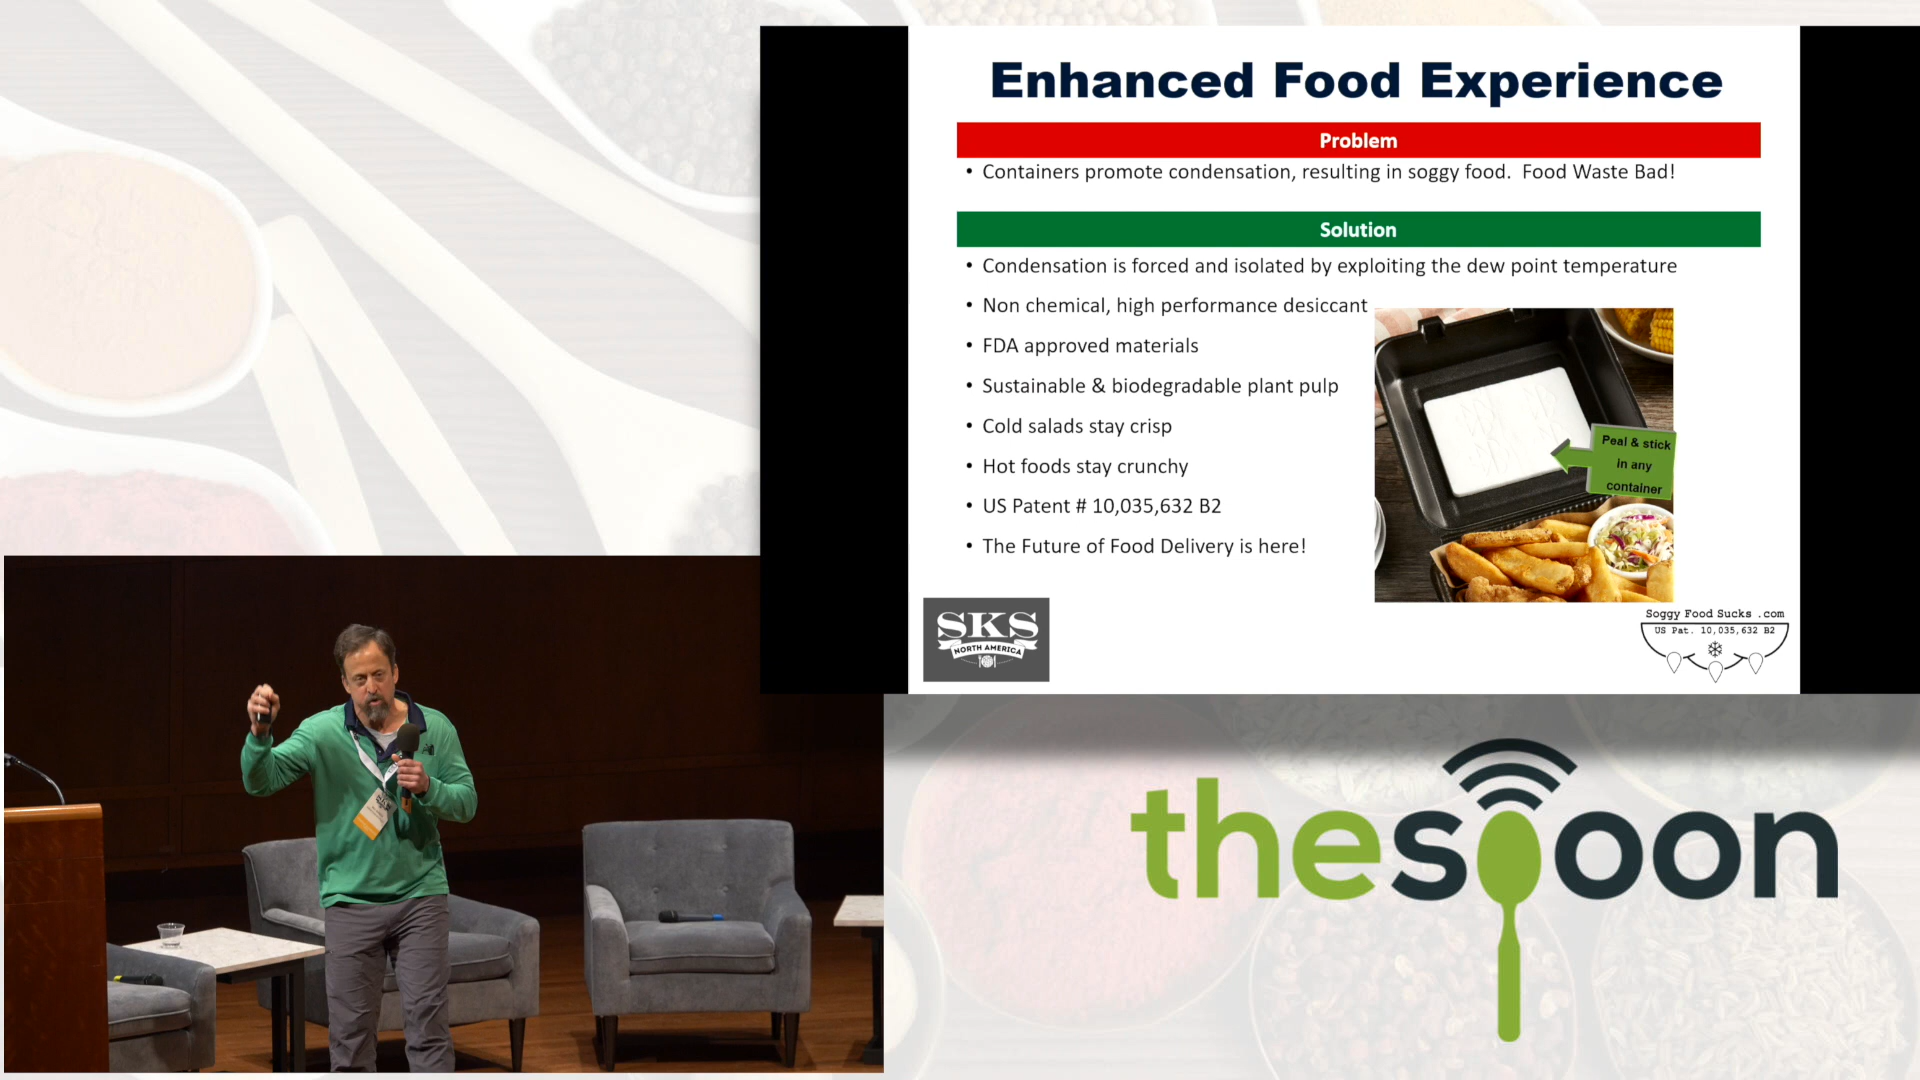 Enhanced Food Experience
Problem
• Containers promote condensation, resulting in soggy food. Food Waste Bad!
Solution
• Condensation is forced and isolated by exploiting the dew point temperature
• Non chemical, high performance desiccant
• FDA approved materials
• Sustainable & biodegradable plant pulp
• Cold salads stay crisp
• Hot foods stay crunchy
• US Patent # 10,035,632 B2
• The Future of Food Delivery is here!
Peal & stick
in any
container
SKS
NORTH AMERICA
Soggy Food Sucks .com
US Pat. 10,035,632 B2
SKS
thespoon